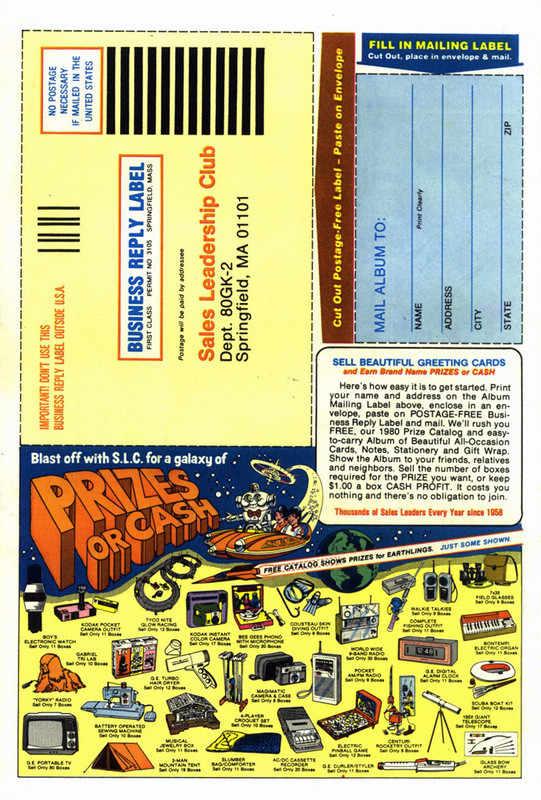 NO POSTAGE
NECESSARY
IF MAILED IN THE
UNITED STATES
IMPORTANT! DON'T USE THIS
BUSINESS REPLY LABEL OUTSIDE U.S.A.
BUSINESS REPLY LABEL
FIRST CLASS PERMIT NO 3105 SPRINGFIELD, MASS
Postage will be paid by addressee
Sales Leadership Club
Dept. 80GK-2
Springfield, MA 01101
Cut Out Postage-Free Label – Paste on Envelope
FILL IN MAILING LABEL
Cut Out, place in envelope & mail.
MAIL ALBUM TO:
Print Clearly
NAME
ADDRESS
CITY
STATE ZIP
SELL BEAUTIFUL GREETING CARDS
and Earn Brand Name PRIZES or CASH
Here's how easy it is to get started. Print
your name and address on the Album
Mailing Label above, enclose in an en-
velope, paste on POSTAGE-FREE Busi-
ness Reply Label and mail. We'll rush you
FREE, our 1980 Prize Catalog and easy-
to-carry Album of Beautiful All-Occasion
Cards, Notes, Stationery and Gift Wrap.
Show the Album to your friends, relatives
and neighbors. Sell the number of boxes
required for the PRIZE you want, or keep
$1.00 a box CASH PROFIT. It costs you
nothing and there's no obligation to join.
Thousands of Sales Leaders Every Year since 1958
Blast off with S.L.C. for a galaxy of
PRIZES
OR CASH
FREE CATALOG SHOWS PRIZES for EARTHLINGS. JUST SOME SHOWN
BOY'S
ELECTRONIC WATCH
Sell Only 11 Boxes
KODAK POCKET
CAMERA OUTFIT
Sell Only 11 Boxes
TYCO NITE
GLOW RACING
Sell Only 12 Boxes
KODAK INSTANT
COLOR CAMERA
Sell Only 17 Boxes
BEE GEES PHONO
WITH MICROPHONE
Sell Only 20 Boxes
COUSTEAU SKIN
DIVING OUTFIT
Sell Only 8 Boxes
WORLD WIDE
9-BAND RADIO
Sell Only 30 Boxes
WALKIE TALKIES
Sell Only 9 Boxes
COMPLETE
FISHING OUTFIT
Sell Only 11 Boxes
7x35
FIELD GLASSES
Sell Only 9 Boxes
BONTEMPI
ELECTRIC ORGAN
Sell Only 11 Boxes
"YORKY" RADIO
Sell Only 7 Boxes
GABRIEL
TRI LAB
Sell Only 10 Boxes
G.E. TURBO
HAIR DRYER
MAGIMATIC CAMERA
& CASE
POCKET
AM/FM RADIO
G.E. DIGITAL
ALARM CLOCK
Sell Only 11 Boxes
SCUBA BOAT KIT
Sell Only 12 Boxes
G.E. PORTABLE TV
Sell Only 80 Boxes
BATTERY OPERATED
SEWING MACHINE
Sell Only 10 Boxes
2-MAN
MOUNTAIN TENT
Sell Only 18 Boxes
MUSICAL
JEWELRY BOX
Sell Only 11 Boxes
SLUMBER
BAG/COMFORTER
Sell Only 11 Boxes
4-PLAYER
CROQUET SET
Sell Only 10 Boxes
AC/DC CASSETTE
RECORDER
Sell Only 20 Boxes
ELECTRIC
PINBALL GAME
Sell Only 12 Boxes
G.E. CURLER/STYLER
Sell Only 11 Boxes
CENTURI
ROCKETRY OUTFIT
Sell Only 9 Boxes
GIANT
TELESCOPE
Sell Only 17 Boxes
GLASS BOW
ARCHERY
Sell Only 11 Boxes